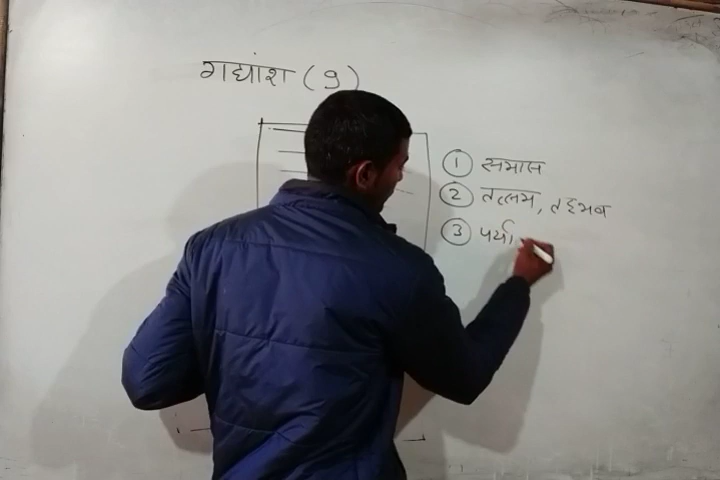 गद्यांश (9)
① समास
② तत्सम, तद्भव
③ पर्या